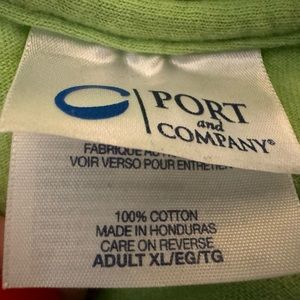 PORT
and
COMPANY®
FABRIQUE AU
VOIR VERSO POUR ENTRETIEN
100% COTTON
MADE IN HONDURAS
CARE ON REVERSE
ADULT XL/EG/TG